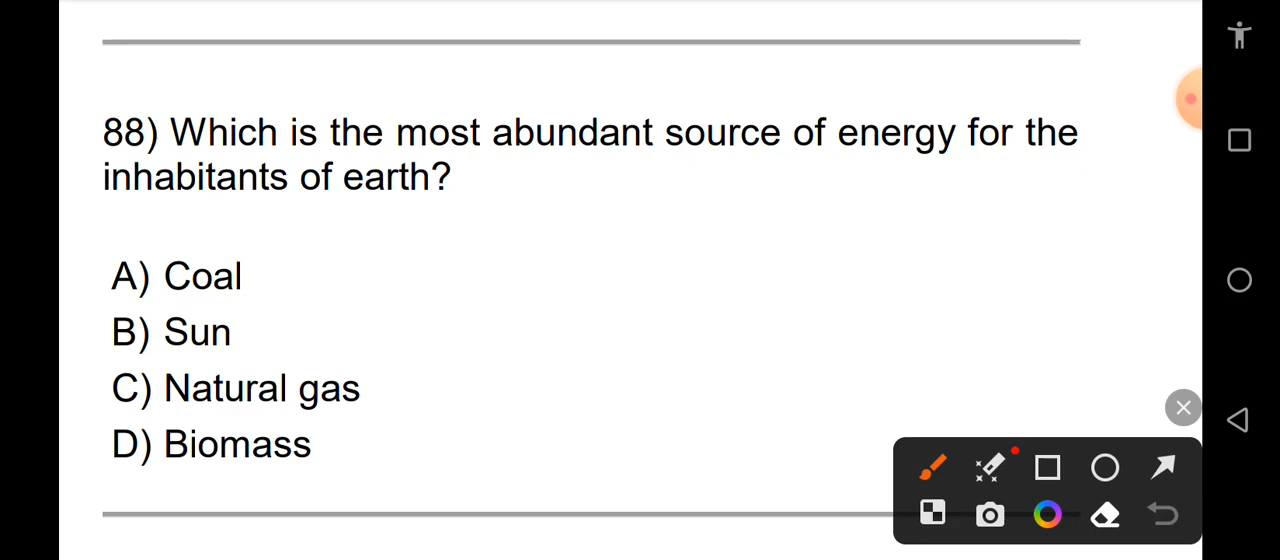 88) Which is the most abundant source of energy for the
inhabitants of earth?
A) Coal
B) Sun
C) Natural gas
D) Biomass